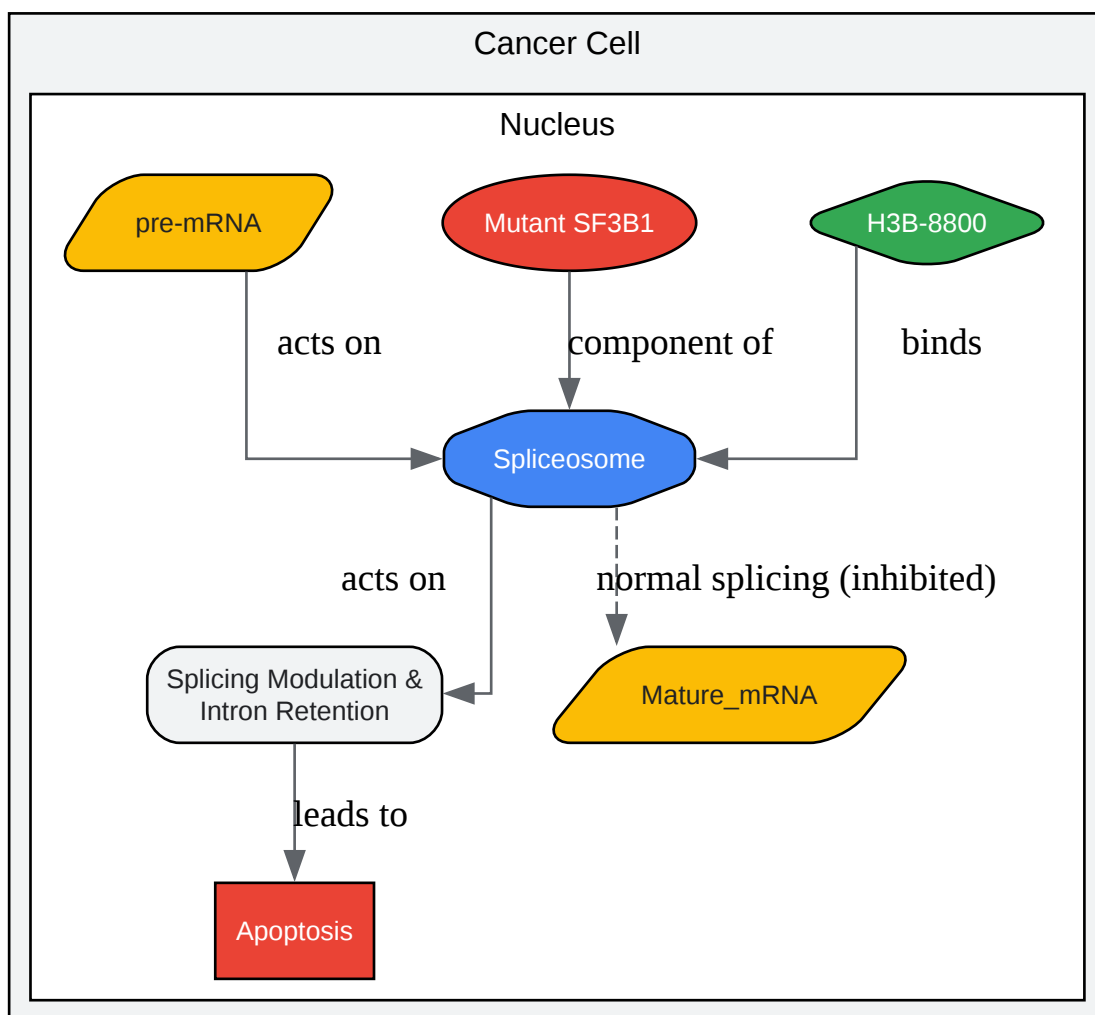 Cancer Cell
Nucleus
pre-mRNA
Mutant SF3B1
H3B-8800
acts on
component of
binds
Spliceosome
acts on
normal splicing (inhibited)
Splicing Modulation &
Intron Retention
Mature_mRNA
leads to
Apoptosis